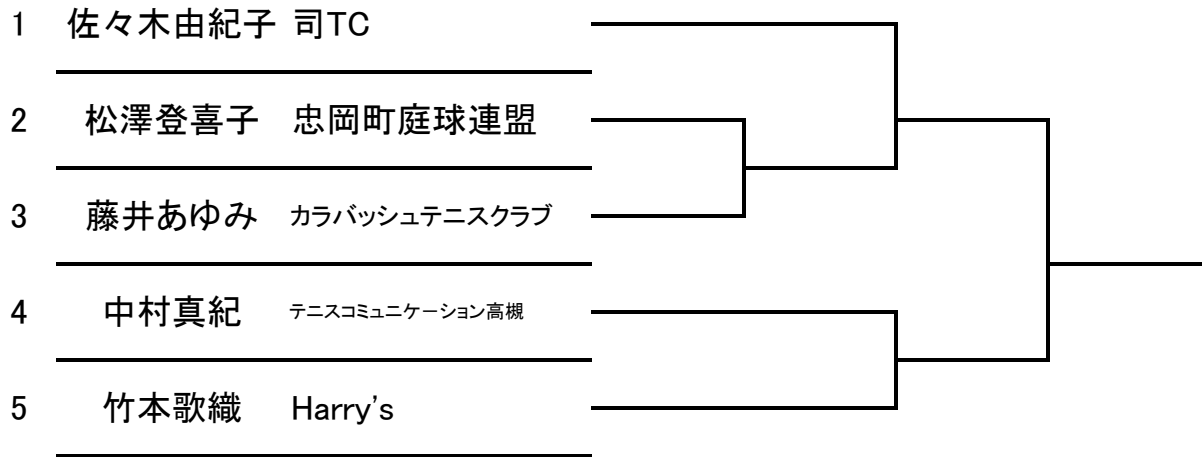 1 佐々木由紀子 司TC
2 松澤登喜子 忠岡町庭球連盟
3 藤井あゆみ カラバッシュテニスクラブ
4 中村真紀 テニスコミュニケーション高槻
5 竹本歌織 Harry's